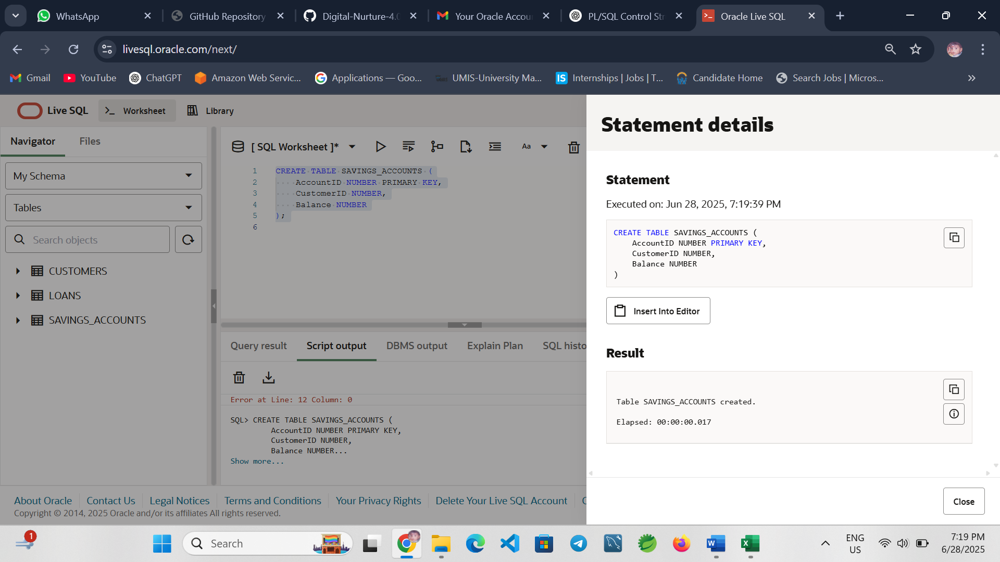 WhatsApp
GitHub Repository
Digital-Nurture-4.0
Your Oracle Accou
PL/SQL Control Str
Oracle Live SQL
livesql.oracle.com/next/
Gmail
YouTube
ChatGPT
Amazon Web Servic...
Applications — Goo...
UMIS-University Ma...
IS
Internships | Jobs | T...
Candidate Home
Search Jobs | Micros...
Live SQL
Worksheet
Library
Navigator
Files
My Schema
Tables
Search objects
CUSTOMERS
LOANS
SAVINGS_ACCOUNTS
[ SQL Worksheet ]*
Aa
1 CREATE TABLE SAVINGS_ACCOUNTS (
2 AccountID NUMBER PRIMARY KEY,
3 CustomerID NUMBER,
4 Balance NUMBER
5 );
6
Query result
Script output
DBMS output
Explain Plan
SQL histo
Error at Line: 12 Column: 0
SQL> CREATE TABLE SAVINGS_ACCOUNTS (
AccountID NUMBER PRIMARY KEY,
CustomerID NUMBER,
Balance NUMBER...
Show more...
Statement details
Statement
Executed on: Jun 28, 2025, 7:19:39 PM
CREATE TABLE SAVINGS_ACCOUNTS (
AccountID NUMBER PRIMARY KEY,
CustomerID NUMBER,
Balance NUMBER
)
Insert Into Editor
Result
Table SAVINGS_ACCOUNTS created.
Elapsed: 00:00:00.017
Close
About Oracle
Contact Us
Legal Notices
Terms and Conditions
Your Privacy Rights
Delete Your Live SQL Account
Copyright © 2014, 2025 Oracle and/or its affiliates All rights reserved.
1
Search
ENG
US
7:19 PM
6/28/2025